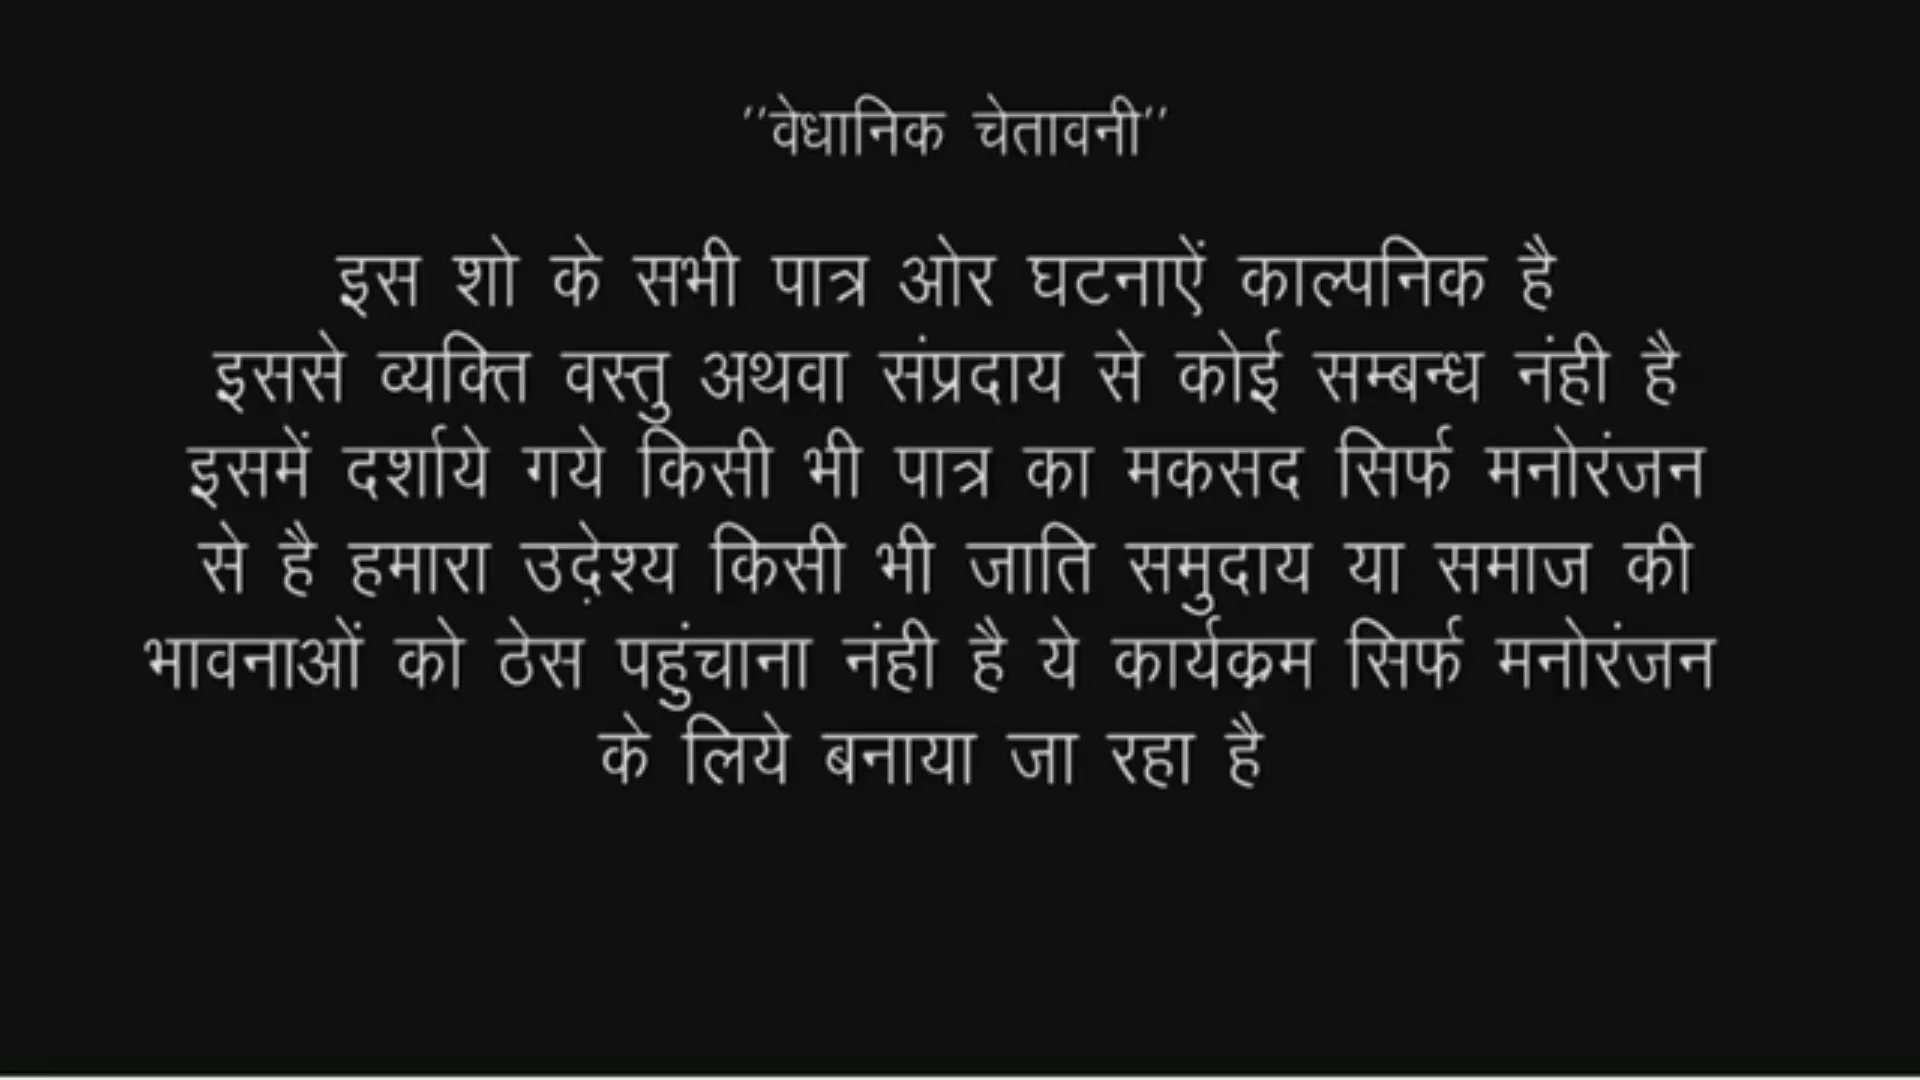 ''वेधानिक चेतावनी''
इस शो के सभी पात्र ओर घटनाऐं काल्पनिक है
इससे व्यक्ति वस्तु अथवा संप्रदाय से कोई सम्बन्ध नंही है
इसमें दर्शाये गये किसी भी पात्र का मकसद सिर्फ मनोरंजन
से है हमारा उद़ेश्य किसी भी जाति समुदाय या समाज की
भावनाओं को ठेस पहुंचाना नंही है ये कार्यक्रम सिर्फ मनोरंजन
के लिये बनाया जा रहा है